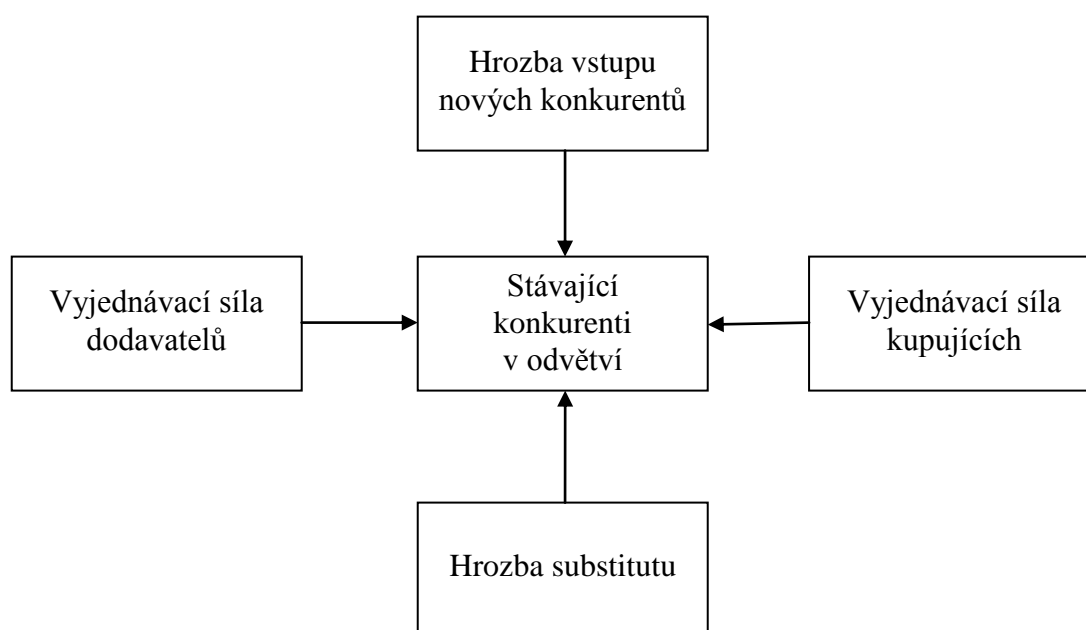 Hrozba vstupu
nových konkurentů
Vyjednávací síla
dodavatelů
Stávající
konkurenti
v odvětví
Vyjednávací síla
kupujících
Hrozba substitutu